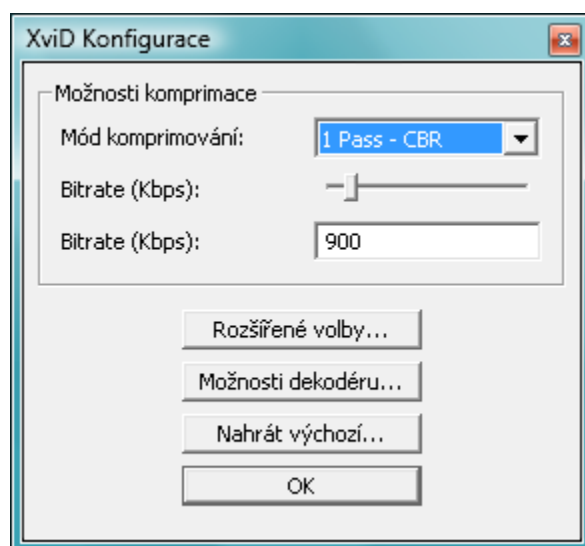 XviD Konfigurace
Možnosti komprimace
Mód komprimování:
1 Pass - CBR
Bitrate (Kbps):
Bitrate (Kbps):
900
Rozšířené volby...
Možnosti dekodéru...
Nahrát výchozí...
OK